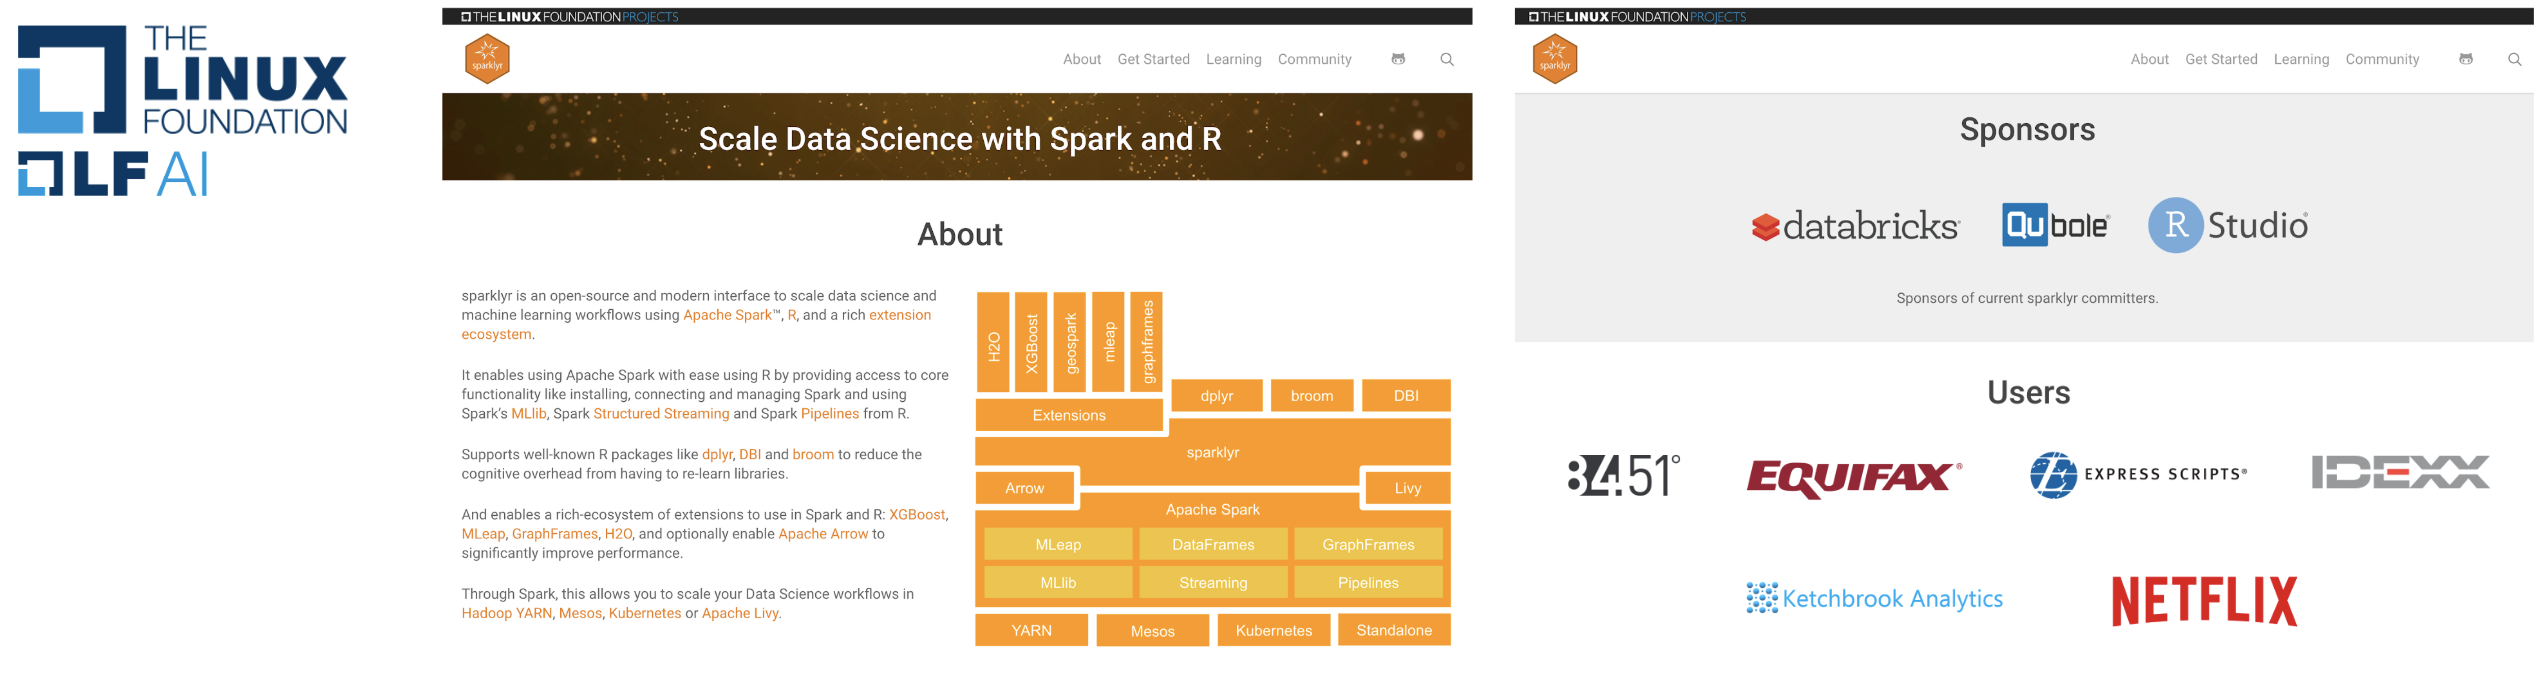 THE
LINUX
FOUNDATION
LF AI
THE LINUX FOUNDATION PROJECTS
sparklyr
About Get Started Learning Community
Scale Data Science with Spark and R
About
sparklyr is an open-source and modern interface to scale data science and
machine learning workflows using Apache Spark™, R, and a rich extension
ecosystem.
It enables using Apache Spark with ease using R by providing access to core
functionality like installing, connecting and managing Spark and using
Spark's MLlib, Spark Structured Streaming and Spark Pipelines from R.
Supports well-known R packages like dplyr, DBI and broom to reduce the
cognitive overhead from having to re-learn libraries.
And enables a rich-ecosystem of extensions to use in Spark and R: XGBoost,
MLeap, GraphFrames, H2O, and optionally enable Apache Arrow to
significantly improve performance.
Through Spark, this allows you to scale your Data Science workflows in
Hadoop YARN, Mesos, Kubernetes or Apache Livy.
H2O
XGBoost
geospark
mleap
graphframes
Extensions
dplyr broom DBI
sparklyr
Arrow
Livy
Apache Spark
MLeap DataFrames GraphFrames
MLlib Streaming Pipelines
YARN Mesos Kubernetes Standalone
THE LINUX FOUNDATION PROJECTS
sparklyr
About Get Started Learning Community
Sponsors
databricks® Qubole® R Studio®
Sponsors of current sparklyr committers.
Users
84.51° EQUIFAX® EXPRESS SCRIPTS® IDEXX
Ketchbrook Analytics NETFLIX